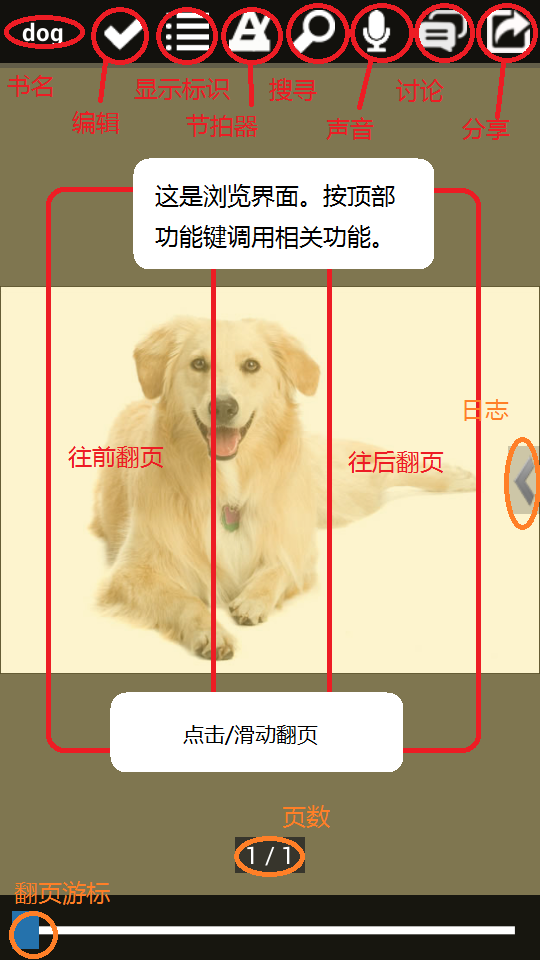 dog
书名
编辑
显示标识
节拍器
搜寻
声音
讨论
分享
这是浏览界面。按顶部
功能键调用相关功能。
日志
往前翻页
往后翻页
点击/滑动翻页
页数
1 / 1
翻页游标